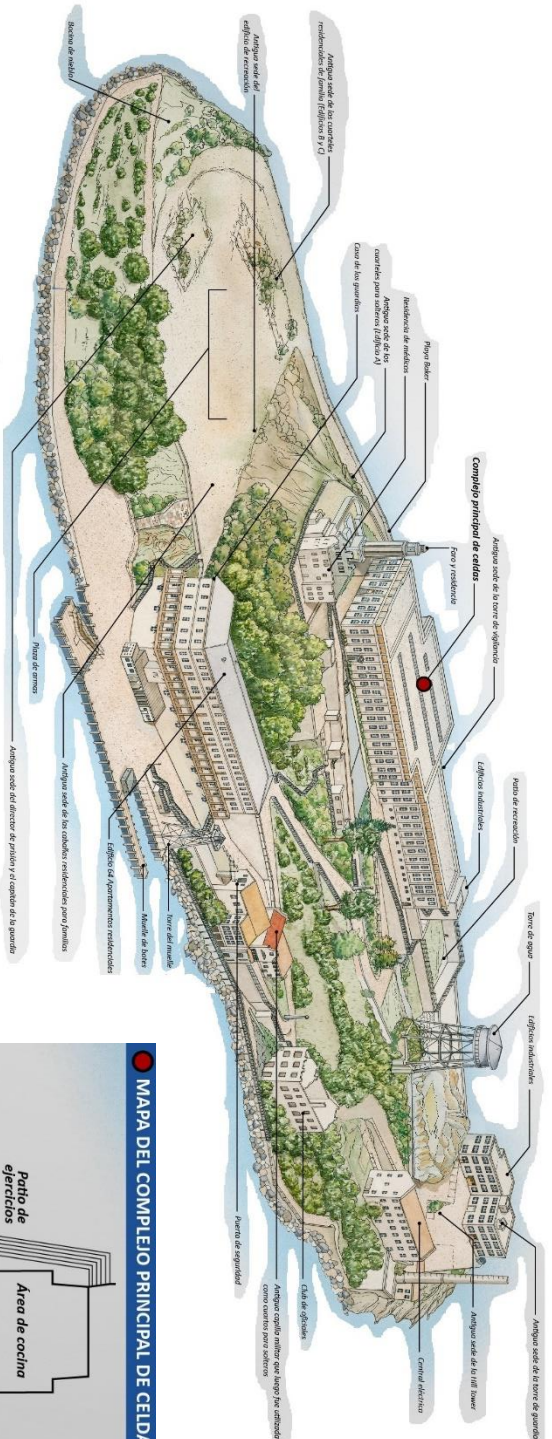 Bocina de niebla
Antigua sede del
edificio de recreación
Antigua sede de los cuarteles
residenciales de familia (Edificios B y C)
Casa de los guardias
Antigua sede de los
cuarteles para solteros (Edificio A)
Residencia de médicos
Playa Baker
Complejo principal de celdas
Faro y residencia
Antigua sede de la torre de vigilancia
Edificios industriales
Patio de recreación
Torre de agua
Edificios industriales
Antigua sede de la torre de guardia
Antigua sede de la Hill Tower
Central eléctrica
Club de oficiales
Antigua capilla militar que luego fue utilizada
como cuartos para solteros
Puerta de seguridad
Torre del muelle
Muelle de botes
Edificio 64 Apartamentos residenciales
Antigua sede de las cabañas residenciales para familias
Plaza de armas
Antigua sede del director de prisión y el capitán de la guardia
MAPA DEL COMPLEJO PRINCIPAL DE CELDA
Patio de
ejercicios
Área de cocina